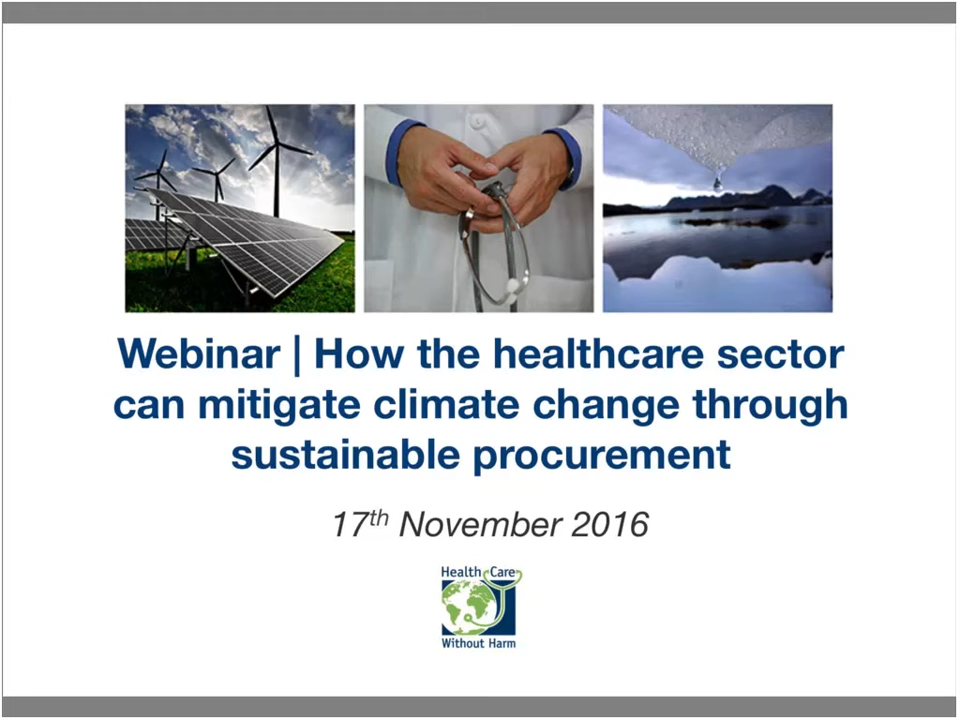 Webinar | How the healthcare sector
can mitigate climate change through
sustainable procurement
17th November 2016
Health Care
Without Harm